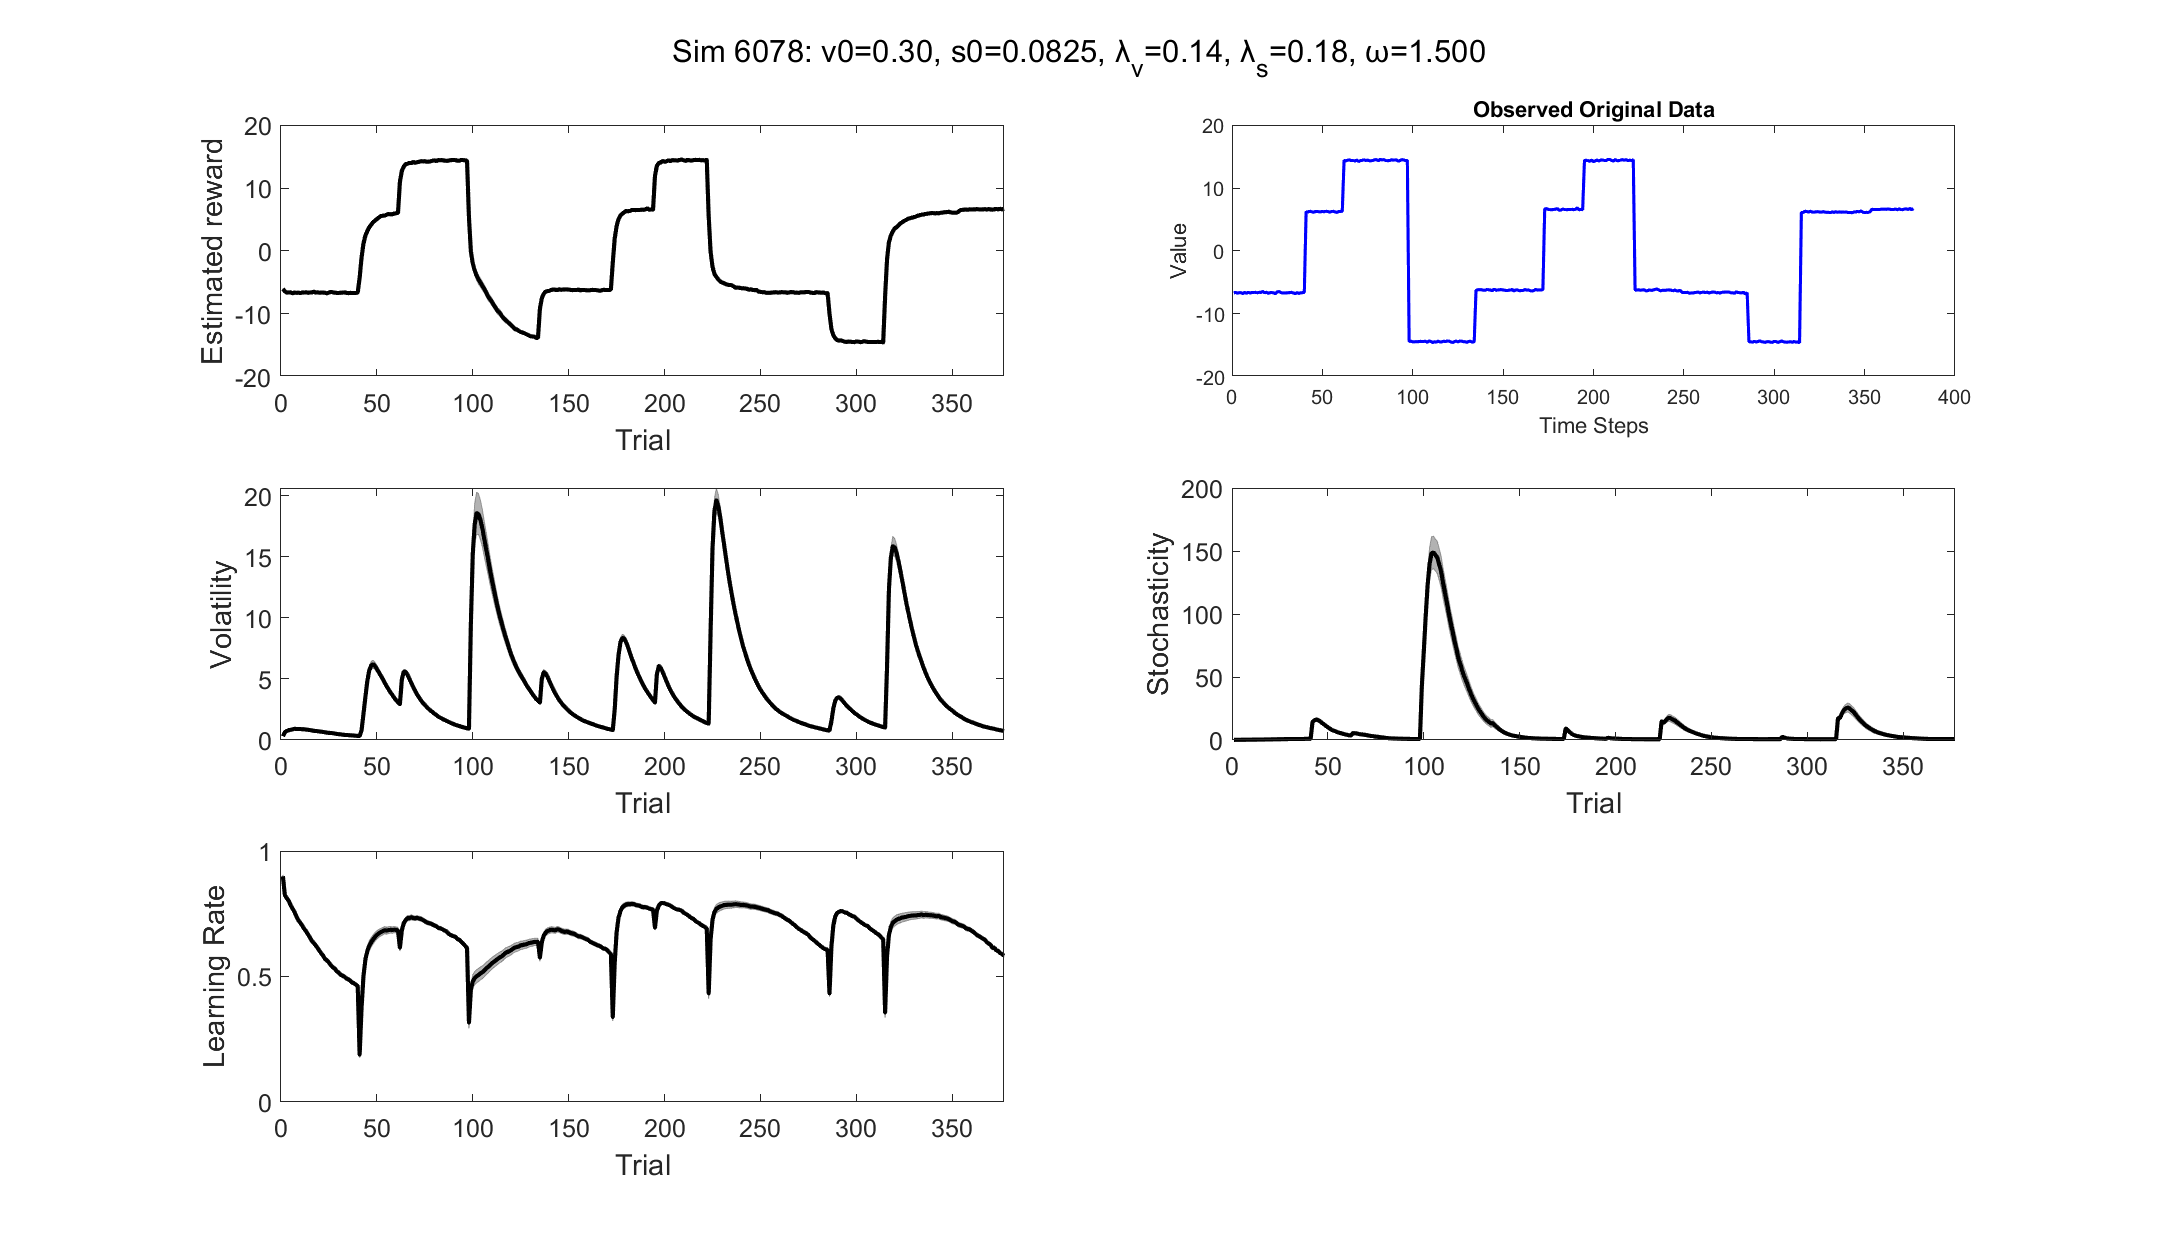 Sim 6078: v0=0.30, s0=0.0825, λv=0.14, λs=0.18, ω=1.500
Estimated reward
20
10
0
-10
-20
0 50 100 150 200 250 300 350
Trial
Observed Original Data
Value
20
10
0
-10
-20
0 50 100 150 200 250 300 350 400
Time Steps
Volatility
20
15
10
5
0
0 50 100 150 200 250 300 350
Trial
Stochasticity
200
150
100
50
0
0 50 100 150 200 250 300 350
Trial
Learning Rate
1
0.5
0
0 50 100 150 200 250 300 350
Trial